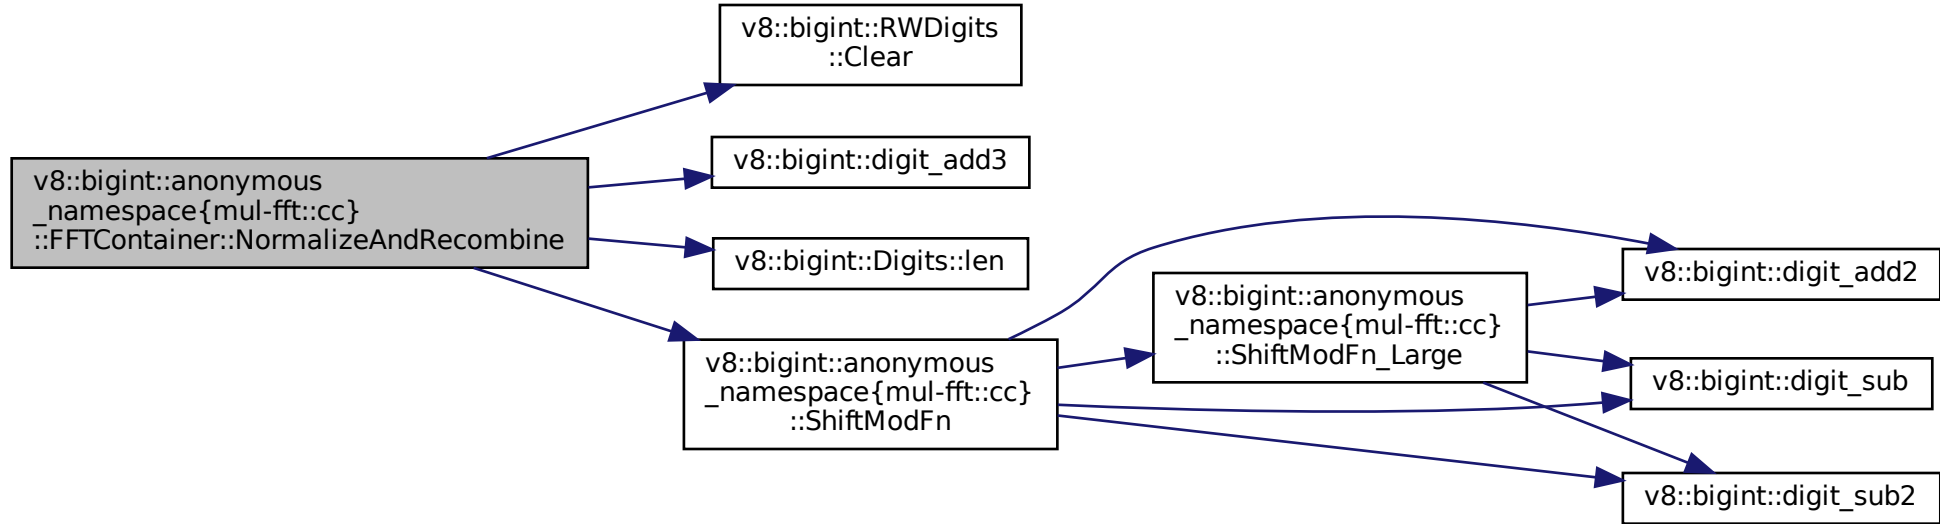 v8::bigint::RWDigits
::Clear
v8::bigint::digit_add3
v8::bigint::anonymous
_namespace{mul-fft::cc}
::FFTContainer::NormalizeAndRecombine
v8::bigint::Digits::len
v8::bigint::anonymous
_namespace{mul-fft::cc}
::ShiftModFn
v8::bigint::anonymous
_namespace{mul-fft::cc}
::ShiftModFn_Large
v8::bigint::digit_add2
v8::bigint::digit_sub
v8::bigint::digit_sub2